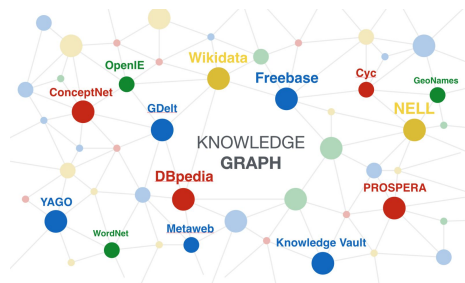 Wikidata
OpenIE
Freebase
Cyc
GeoNames
ConceptNet
GDelt
NELL
KNOWLEDGE
GRAPH
DBpedia
PROSPERA
YAGO
WordNet
Metaweb
Knowledge Vault